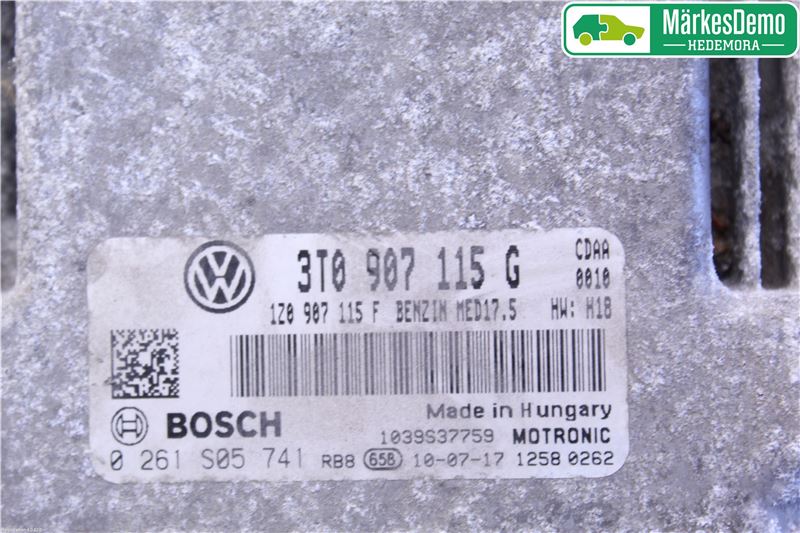 MärkesDemo
HEDEMORA
3T0 907 115 G
CDAA
0010
1Z0 907 115 F BENZIN MED17.5 HW: H18
Made in Hungary
BOSCH
1039S37759 MOTRONIC
0 261 S05 741 RB8 65B 10-07-17 1258 0262